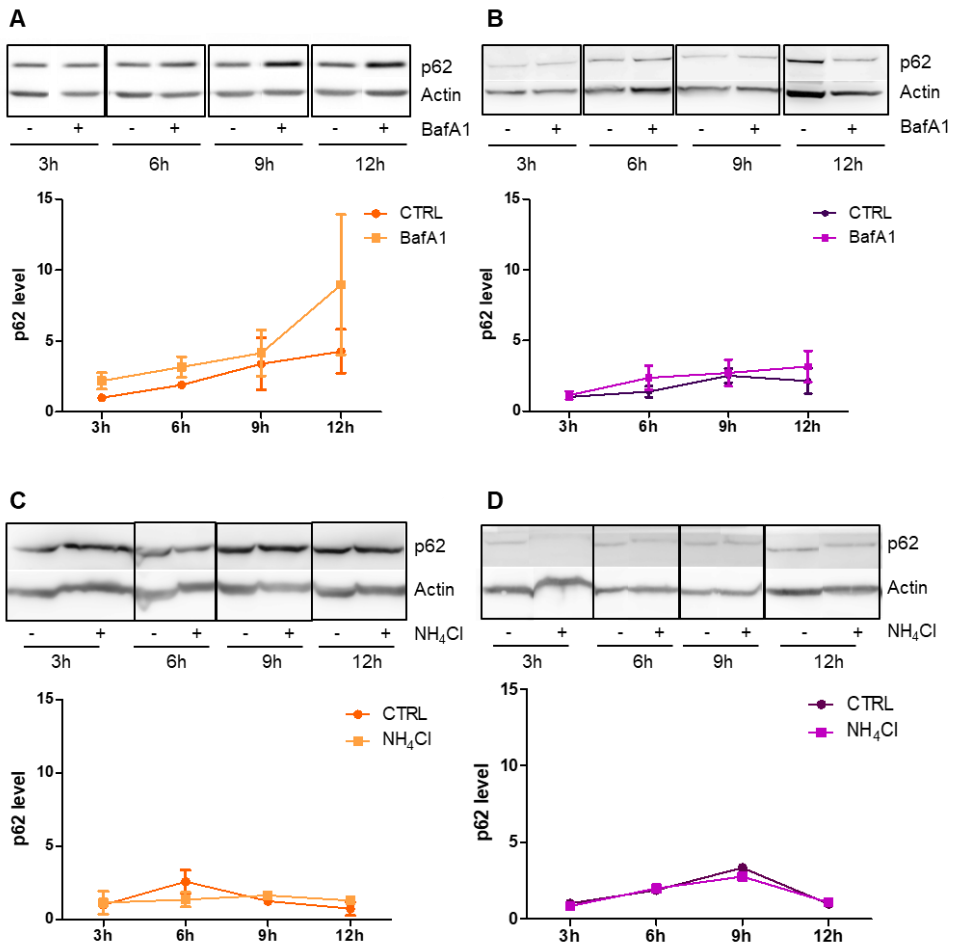 A
p62
Actin
- + - + - + - + BafA1
3h 6h 9h 12h
15
10
5
0
p62 level
CTRL
BafA1
3h 6h 9h 12h
B
p62
Actin
- + - + - + - + BafA1
3h 6h 9h 12h
15
10
5
0
p62 level
CTRL
BafA1
3h 6h 9h 12h
C
p62
Actin
- + - + - + - + NH₄Cl
3h 6h 9h 12h
15
10
5
0
p62 level
CTRL
NH₄Cl
3h 6h 9h 12h
D
p62
Actin
- + - + - + - + NH₄Cl
3h 6h 9h 12h
15
10
5
0
p62 level
CTRL
NH₄Cl
3h 6h 9h 12h